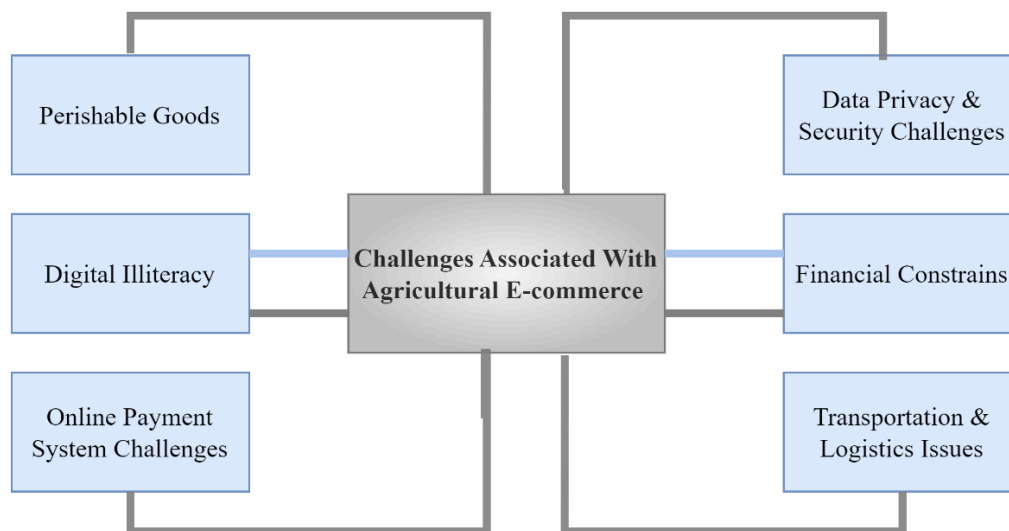 Perishable Goods
Data Privacy &
Security Challenges
Challenges Associated With
Agricultural E-commerce
Digital Illiteracy
Financial Constrains
Online Payment
System Challenges
Transportation &
Logistics Issues